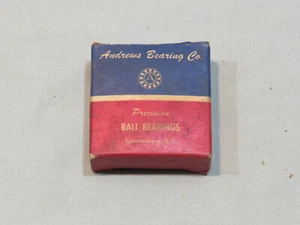 Andrews Bearing Co.
Precision
BALL BEARINGS